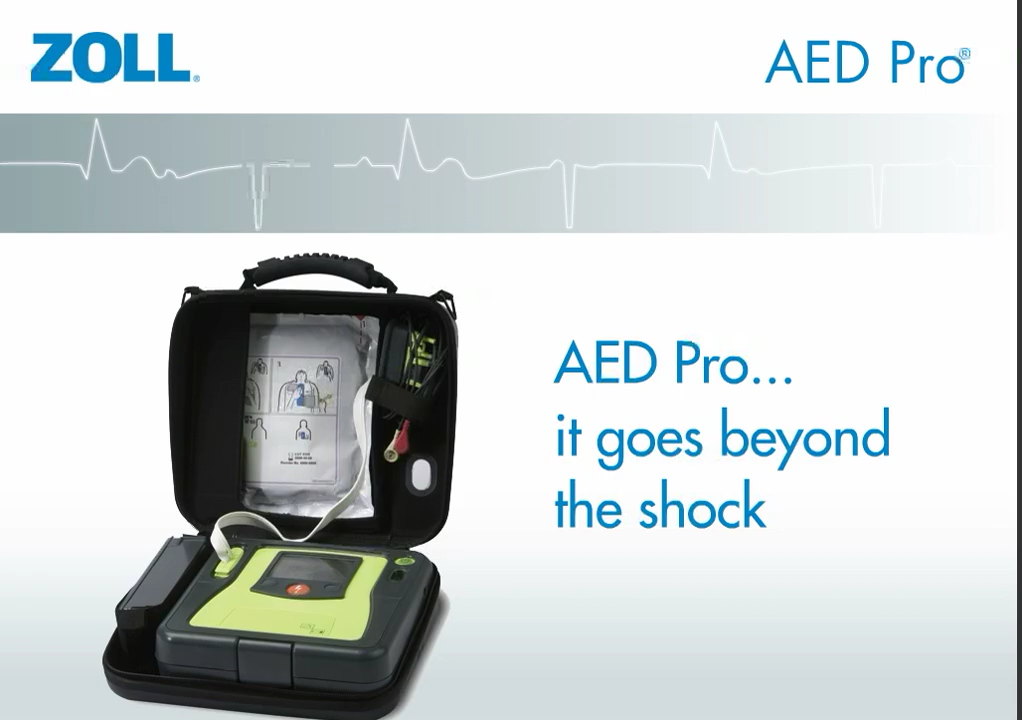 ZOLL®
AED Pro®
AED Pro...
it goes beyond
the shock